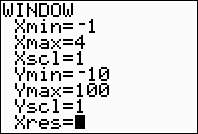 WINDOW
Xmin=-1
Xmax=4
Xscl=1
Ymin=-10
Ymax=100
Yscl=1
Xres=